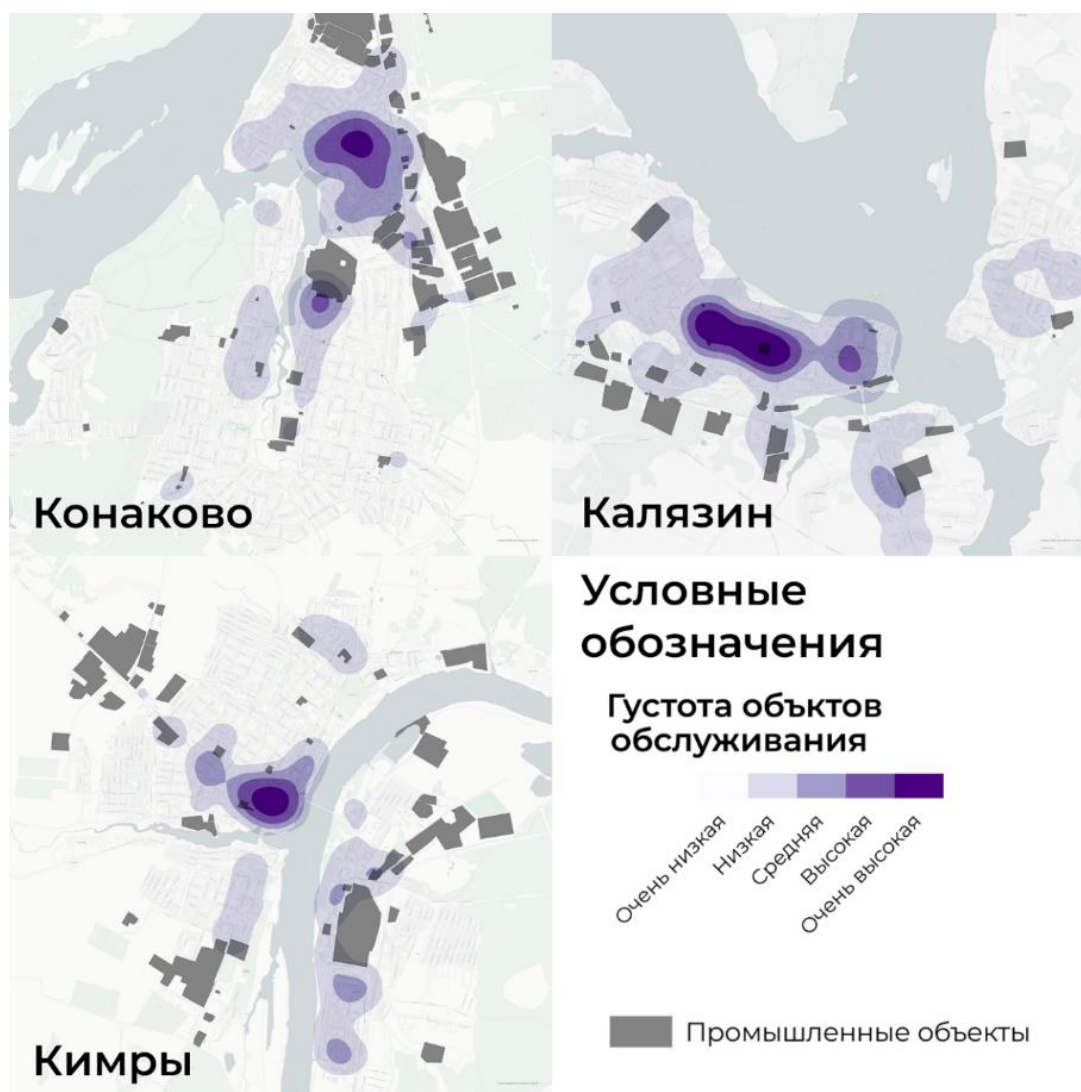 Конаково
Калязин
Кимры
Условные
обозначения
Густота объктов
обслуживания
Очень низкая
Низкая
Средняя
Высокая
Очень высокая
Промышленные объекты